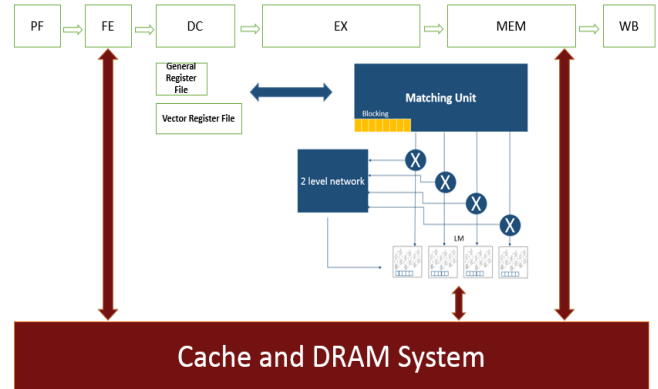 PF
FE
DC
EX
MEM
WB
General
Register
File
Vector Register File
Matching Unit
Blocking
X
2 level network
X
X
X
LM
Cache and DRAM System